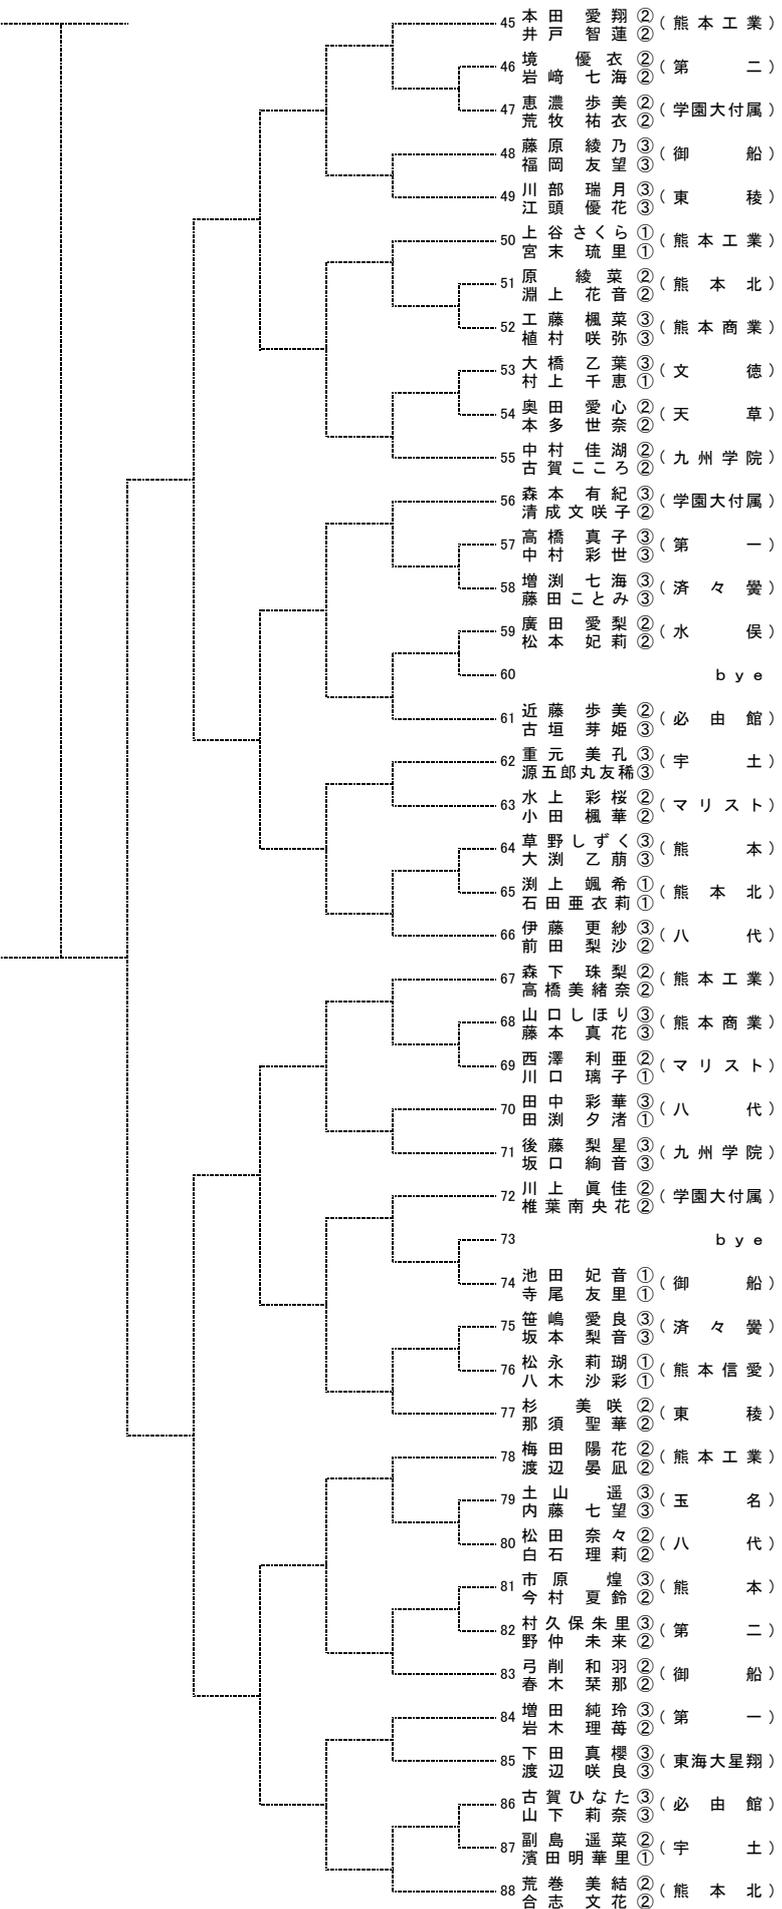 45 本田 愛翔② (熊本工業)
井戸 智蓮②
46 境 優衣② (第二)
岩﨑 七海②
47 恵濃 歩美② (学園大付属)
荒牧 祐衣②
48 藤原 綾乃③ (御船)
福岡 友望③
49 川部 瑞月③ (東稜)
江頭 優花③
50 上谷さくら① (熊本工業)
宮末 琉里①
51 原 綾菜② (熊本北)
淵上 花音②
52 工藤 楓菜③ (熊本商業)
植村 咲弥③
53 大橋 乙葉③ (文徳)
村上 千恵①
54 奥田 愛心② (天草)
本多 世奈②
55 中村 佳湖② (九州学院)
古賀こころ②
56 森本 有紀③ (学園大付属)
清成文咲子②
57 高橋 真子③ (第一)
中村 彩世③
58 増渕 七海③ (済々黌)
藤田ことみ③
59 廣田 愛梨② (水俣)
松本 妃莉②
60 bye
61 近藤 歩美② (必由館)
古垣 芽姫③
62 重元 美孔③ (宇土)
源五郎丸友稀③
63 水上 彩桜② (マリスト)
小田 楓華②
64 草野しずく③ (熊本)
大渕 乙萠③
65 渕上 颯希① (熊本北)
石田亜衣莉①
66 伊藤 更紗③ (八代)
前田 梨沙②
67 森下 珠梨② (熊本工業)
高橋美緒奈②
68 山口しほり③ (熊本商業)
藤本 真花③
69 西澤 利亜② (マリスト)
川口 璃子①
70 田中 彩華③ (八代)
田渕 夕渚①
71 後藤 梨星③ (九州学院)
坂口 絢音③
72 川上 眞佳② (学園大付属)
椎葉南央花②
73 bye
74 池田 妃音① (御船)
寺尾 友里①
75 笹嶋 愛良③ (済々黌)
坂本 梨音③
76 松永 莉瑚① (熊本信愛)
八木 沙彩①
77 杉 美咲② (東稜)
那須 聖華②
78 梅田 陽花② (熊本工業)
渡辺 晏凪②
79 土山 遥③ (玉名)
内藤 七望③
80 松田 奈々② (八代)
白石 理莉②
81 市原 煌③ (熊本)
今村 夏鈴②
82 村久保朱里③ (第二)
野仲 未来②
83 弓削 和羽② (御船)
春木 栞那②
84 増田 純玲③ (第一)
岩木 理苺②
85 下田 真櫻③ (東海大星翔)
渡辺 咲良③
86 古賀ひなた③ (必由館)
山下 莉奈③
87 副島 遥菜② (宇土)
濱田明華里①
88 荒巻 美結② (熊本北)
合志 文花②